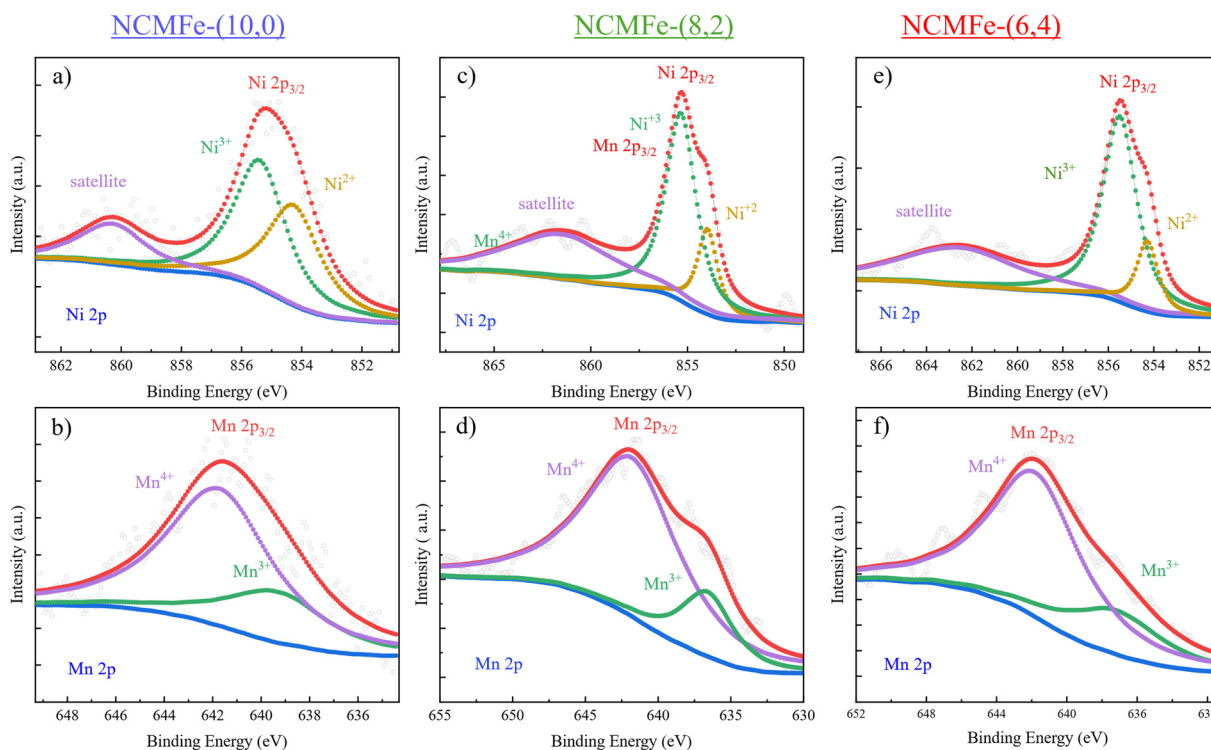 NCMFe-(10,0)
NCMFe-(8,2)
NCMFe-(6,4)
a)
Ni 2p3/2
Ni3+
Ni2+
satellite
Ni 2p
Intensity (a.u.)
862 860 858 856 854 852
Binding Energy (eV)
c)
Ni 2p3/2
Ni+3
Mn 2p3/2
satellite
Ni+2
Mn4+
Ni 2p
Intensity (a.u.)
865 860 855 850
Binding Energy (eV)
e)
Ni 2p3/2
Ni3+
satellite
Ni2+
Ni 2p
Intensity (a.u.)
866 864 862 860 858 856 854 852
Binding Energy (eV)
b)
Mn 2p3/2
Mn4+
Mn3+
Mn 2p
Intensity (a.u.)
648 646 644 642 640 638 636
Binding Energy (eV)
d)
Mn 2p3/2
Mn4+
Mn3+
Mn 2p
Intensity ( a.u.)
655 650 645 640 635 630
Binding Energy (eV)
f)
Mn 2p3/2
Mn4+
Mn3+
Mn 2p
Intensity (a.u.)
652 648 644 640 636 632
Binding Energy (eV)